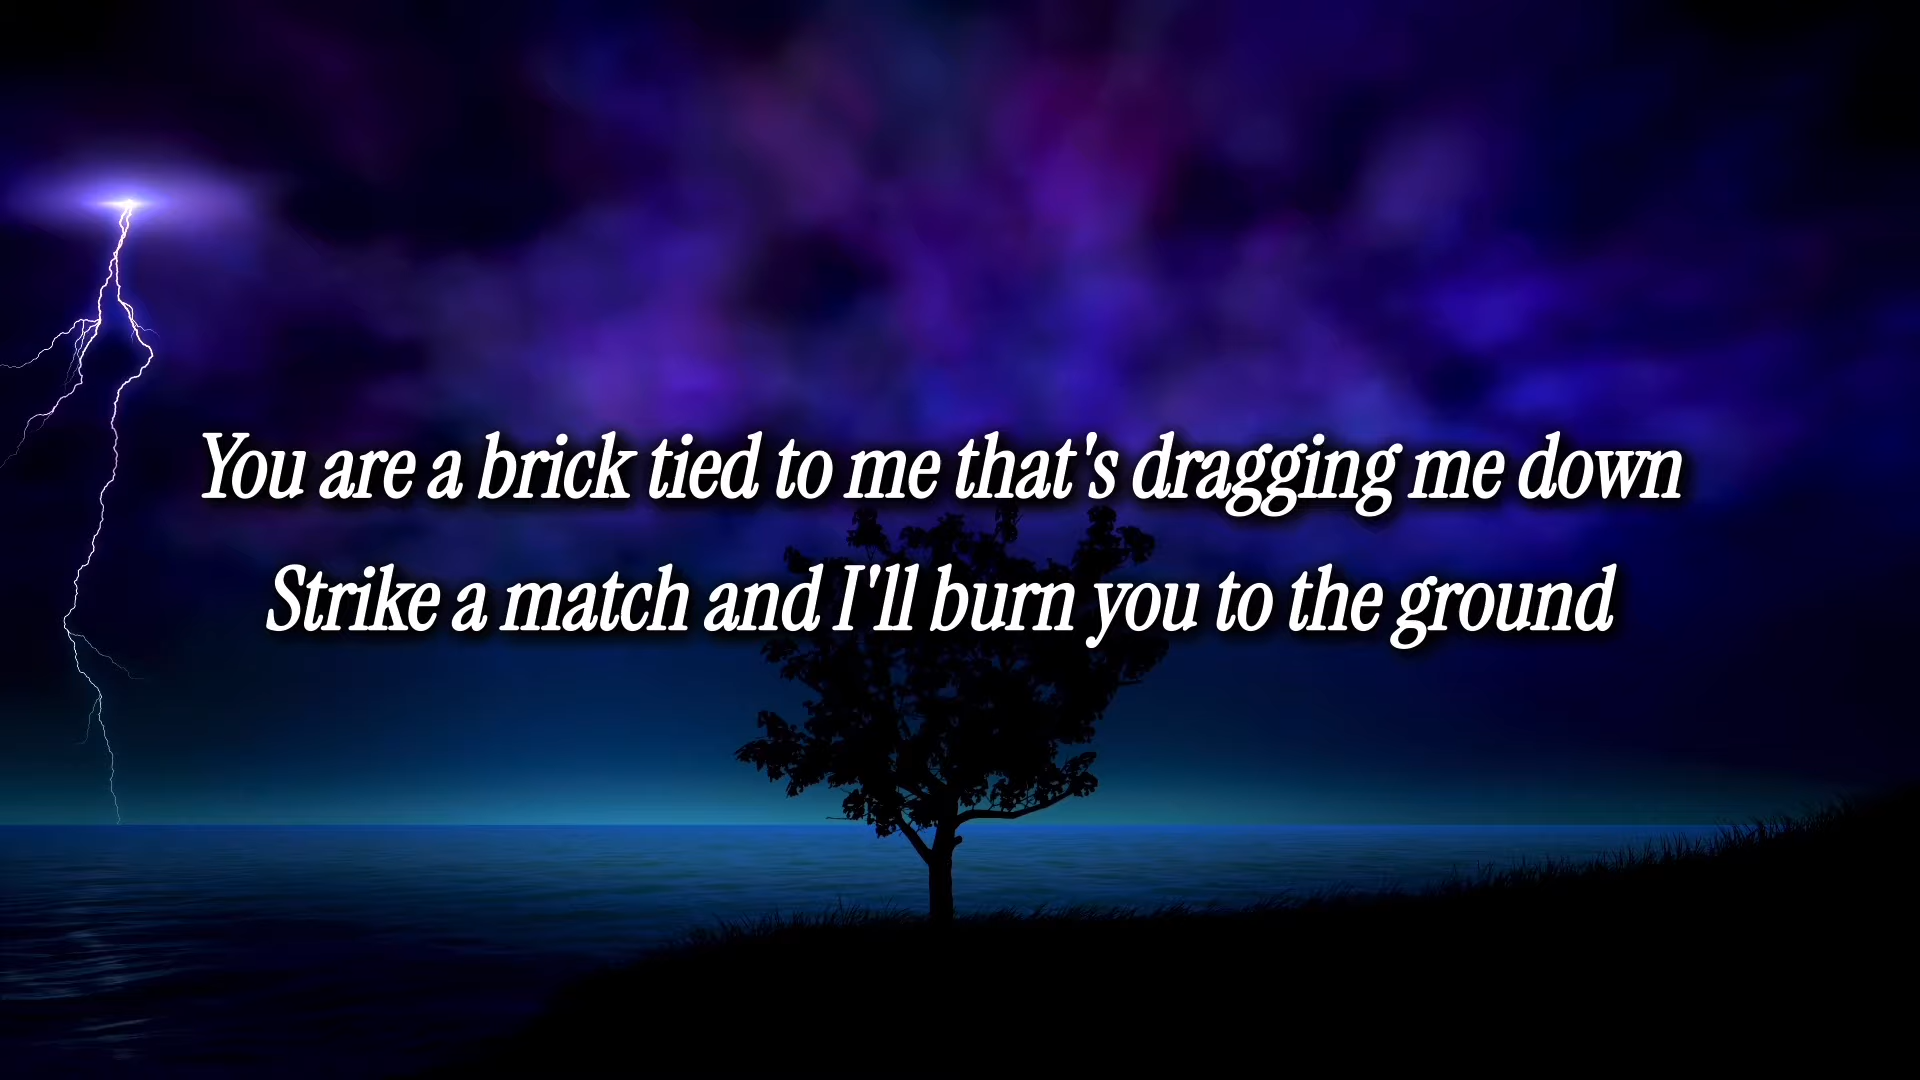 You are a brick tied to me that's dragging me down
Strike a match and I'll burn you to the ground